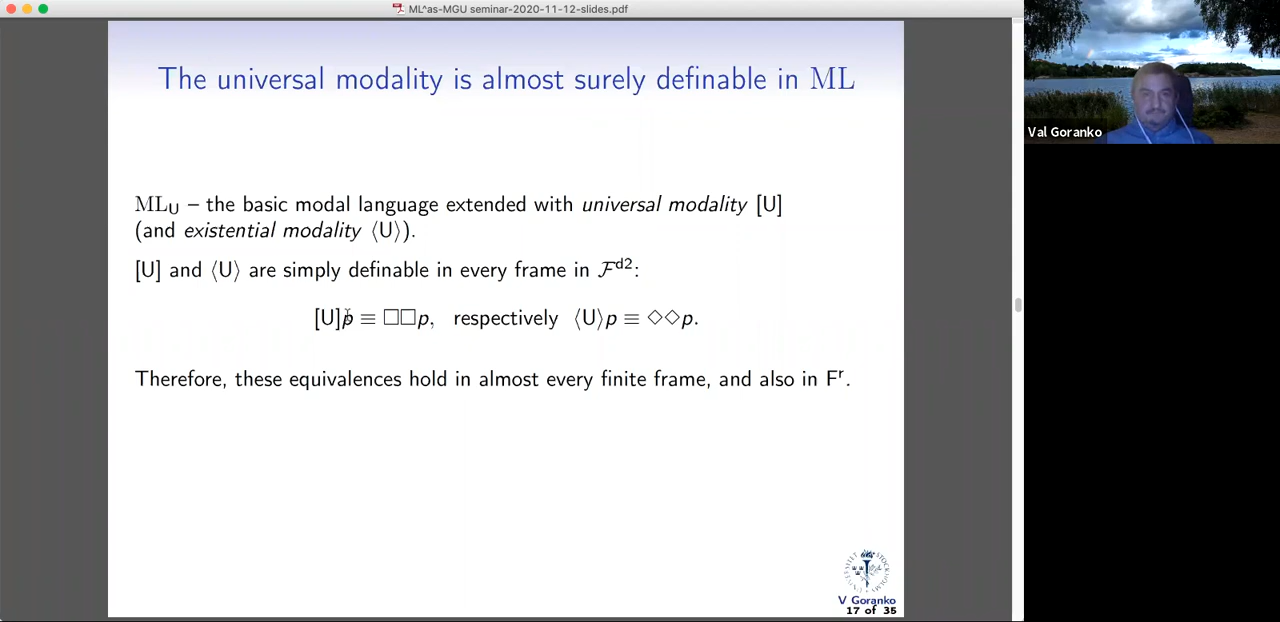 ML^as-MGU seminar-2020-11-12-slides.pdf
The universal modality is almost surely definable in ML
ML_U – the basic modal language extended with universal modality [U]
(and existential modality ⟨U⟩).
[U] and ⟨U⟩ are simply definable in every frame in ℱ^d2:
[U]p ≡ □□p, respectively ⟨U⟩p ≡ ◇◇p.
Therefore, these equivalences hold in almost every finite frame, and also in F^r.
V Goranko
17 of 35
Val Goranko